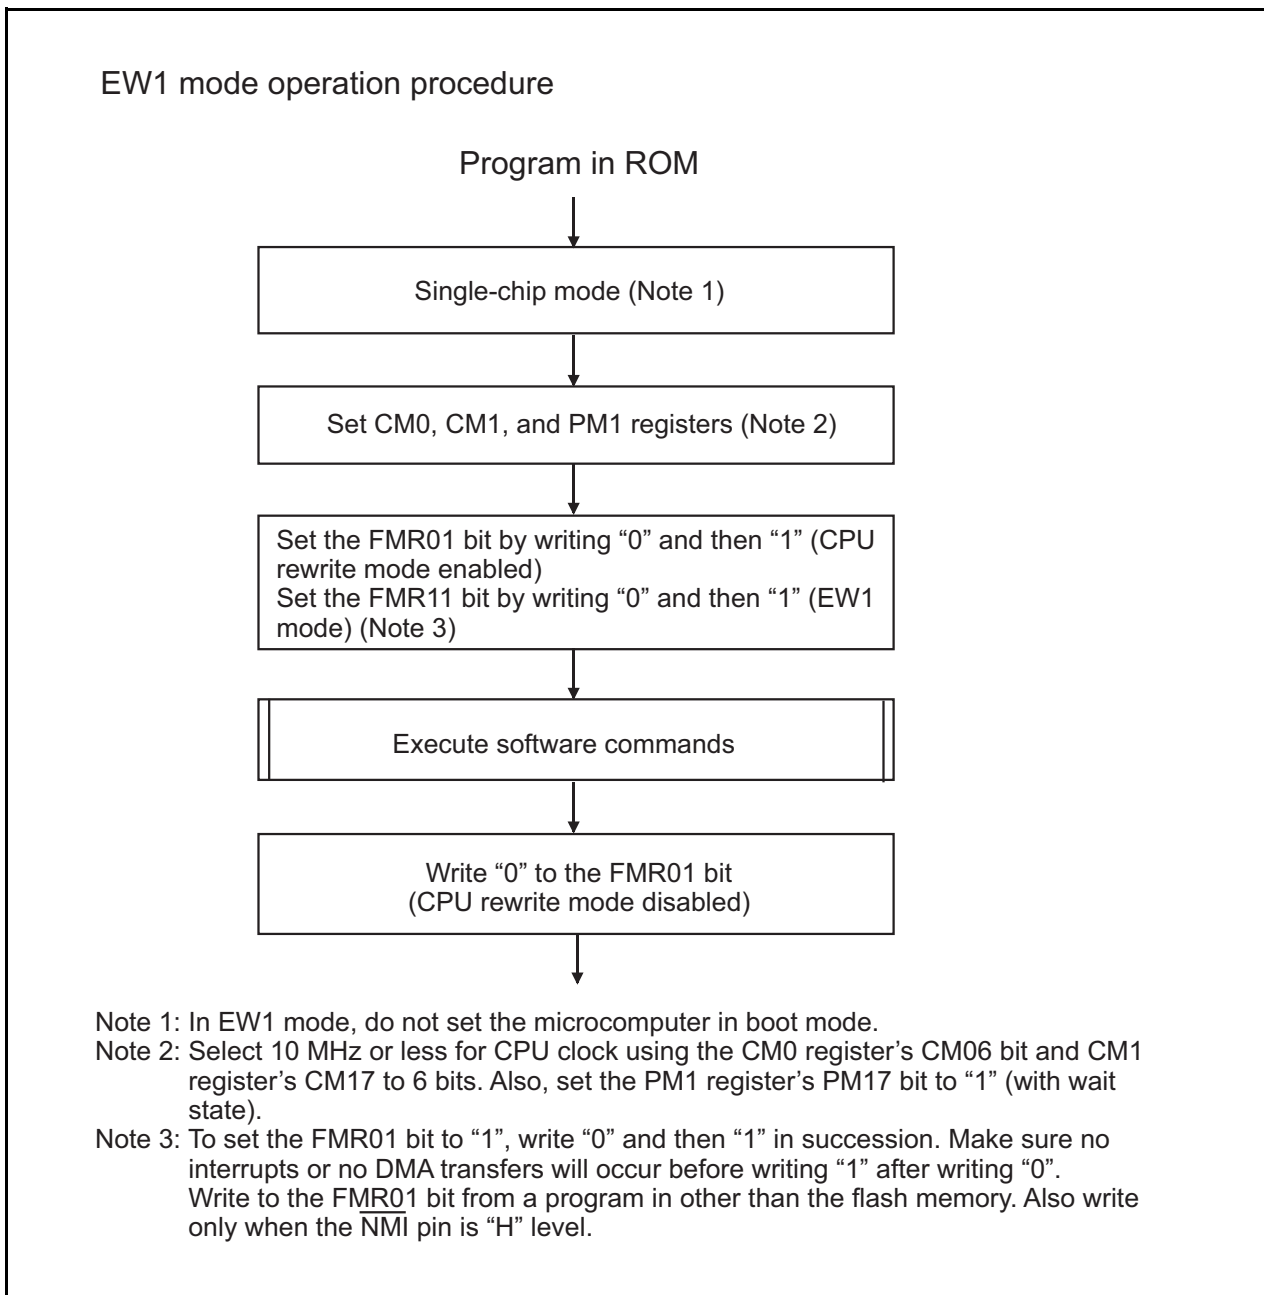 EW1 mode operation procedure
Program in ROM
Single-chip mode (Note 1)
Set CM0, CM1, and PM1 registers (Note 2)
Set the FMR01 bit by writing “0” and then “1” (CPU
rewrite mode enabled)
Set the FMR11 bit by writing “0” and then “1” (EW1
mode) (Note 3)
Execute software commands
Write “0” to the FMR01 bit
(CPU rewrite mode disabled)
Note 1: In EW1 mode, do not set the microcomputer in boot mode.
Note 2: Select 10 MHz or less for CPU clock using the CM0 register’s CM06 bit and CM1
register’s CM17 to 6 bits. Also, set the PM1 register’s PM17 bit to “1” (with wait
state).
Note 3: To set the FMR01 bit to “1”, write “0” and then “1” in succession. Make sure no
interrupts or no DMA transfers will occur before writing “1” after writing “0”.
Write to the FMR01 bit from a program in other than the flash memory. Also write
only when the N̅M̅I̅ pin is “H” level.